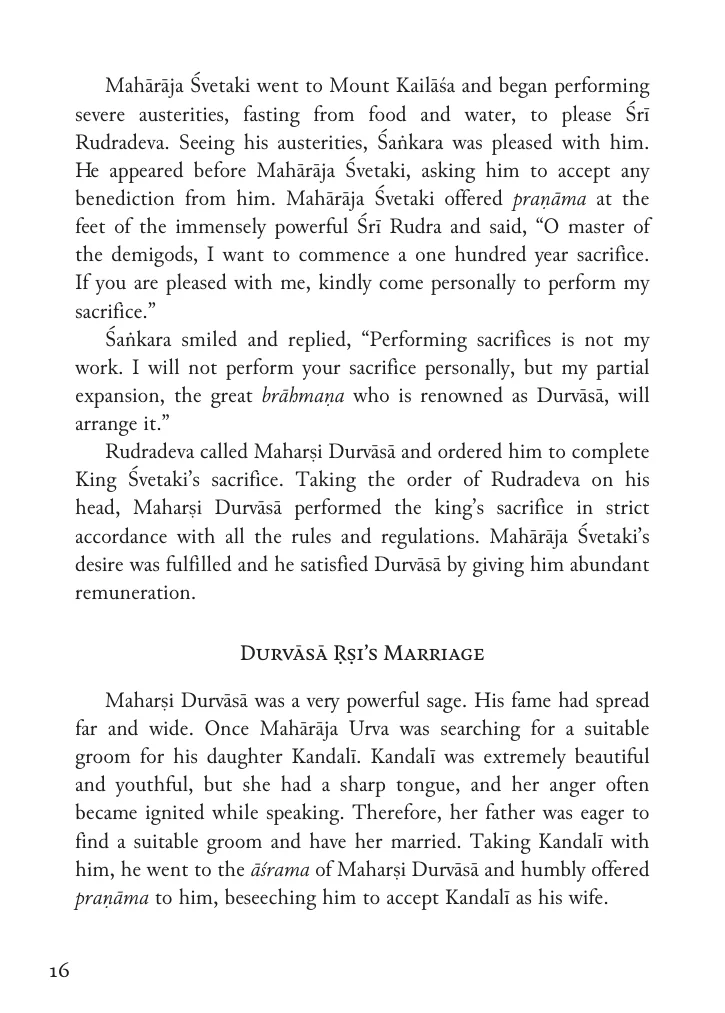 Mahārāja Śvetaki went to Mount Kailāśa and began performing
severe austerities, fasting from food and water, to please Śrī
Rudradeva. Seeing his austerities, Śaṅkara was pleased with him.
He appeared before Mahārāja Śvetaki, asking him to accept any
benediction from him. Mahārāja Śvetaki offered praṇāma at the
feet of the immensely powerful Śrī Rudra and said, “O master of
the demigods, I want to commence a one hundred year sacrifice.
If you are pleased with me, kindly come personally to perform my
sacrifice.”
Śaṅkara smiled and replied, “Performing sacrifices is not my
work. I will not perform your sacrifice personally, but my partial
expansion, the great brāhmaṇa who is renowned as Durvāsā, will
arrange it.”
Rudradeva called Maharṣi Durvāsā and ordered him to complete
King Śvetaki’s sacrifice. Taking the order of Rudradeva on his
head, Maharṣi Durvāsā performed the king’s sacrifice in strict
accordance with all the rules and regulations. Mahārāja Śvetaki’s
desire was fulfilled and he satisfied Durvāsā by giving him abundant
remuneration.
Durvāsā Ṛṣi’s Marriage
Maharṣi Durvāsā was a very powerful sage. His fame had spread
far and wide. Once Mahārāja Urva was searching for a suitable
groom for his daughter Kandalī. Kandalī was extremely beautiful
and youthful, but she had a sharp tongue, and her anger often
became ignited while speaking. Therefore, her father was eager to
find a suitable groom and have her married. Taking Kandalī with
him, he went to the āśrama of Maharṣi Durvāsā and humbly offered
praṇāma to him, beseeching him to accept Kandalī as his wife.
16